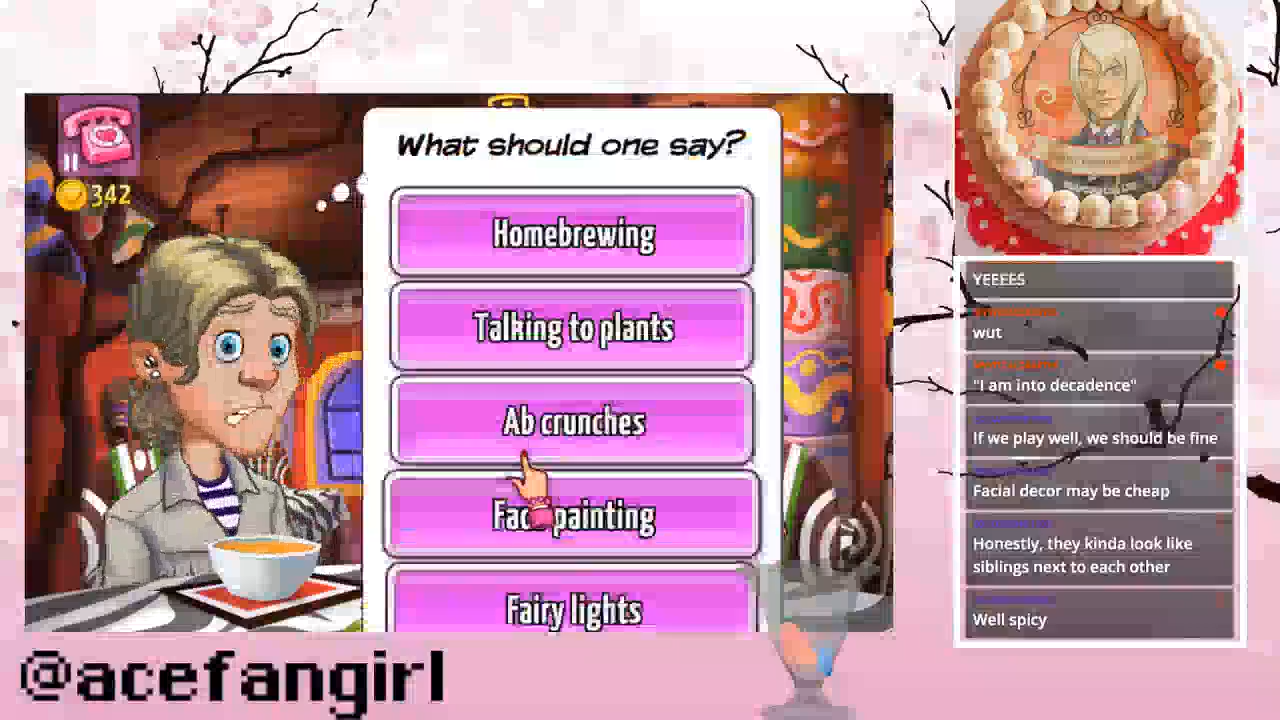 342
What should one say?
Homebrewing
Talking to plants
Ab crunches
Face painting
Fairy lights
YEEEES
wut
"I am into decadence"
If we play well, we should be fine
Facial decor may be cheap
Honestly, they kinda look like
siblings next to each other
Well spicy
@acefangirl